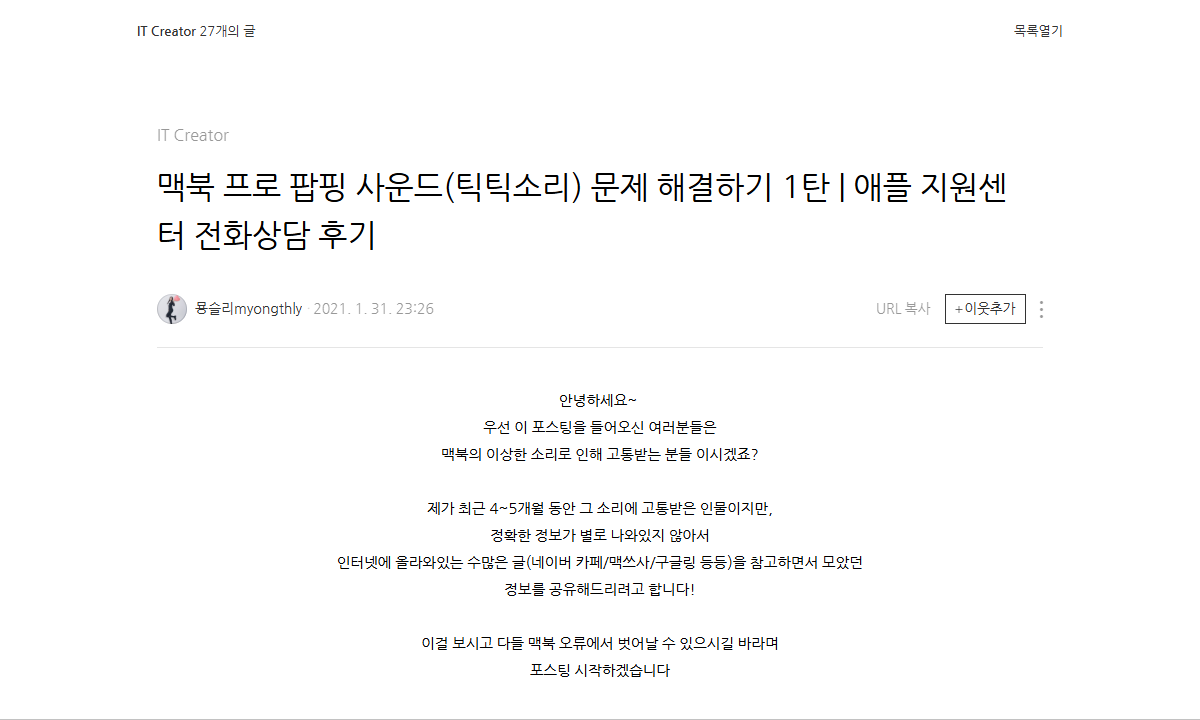 IT Creator 27개의 글
목록열기
IT Creator
맥북 프로 팝핑 사운드(틱틱소리) 문제 해결하기 1탄 | 애플 지원센
터 전화상담 후기
묭슬리myongthly · 2021. 1. 31. 23:26
URL 복사
+이웃추가
안녕하세요~
우선 이 포스팅을 들어오신 여러분들은
맥북의 이상한 소리로 인해 고통받는 분들 이시겠죠?
제가 최근 4~5개월 동안 그 소리에 고통받은 인물이지만,
정확한 정보가 별로 나와있지 않아서
인터넷에 올라와있는 수많은 글(네이버 카페/맥쓰사/구글링 등등)을 참고하면서 모았던
정보를 공유해드리려고 합니다!
이걸 보시고 다들 맥북 오류에서 벗어날 수 있으시길 바라며
포스팅 시작하겠습니다